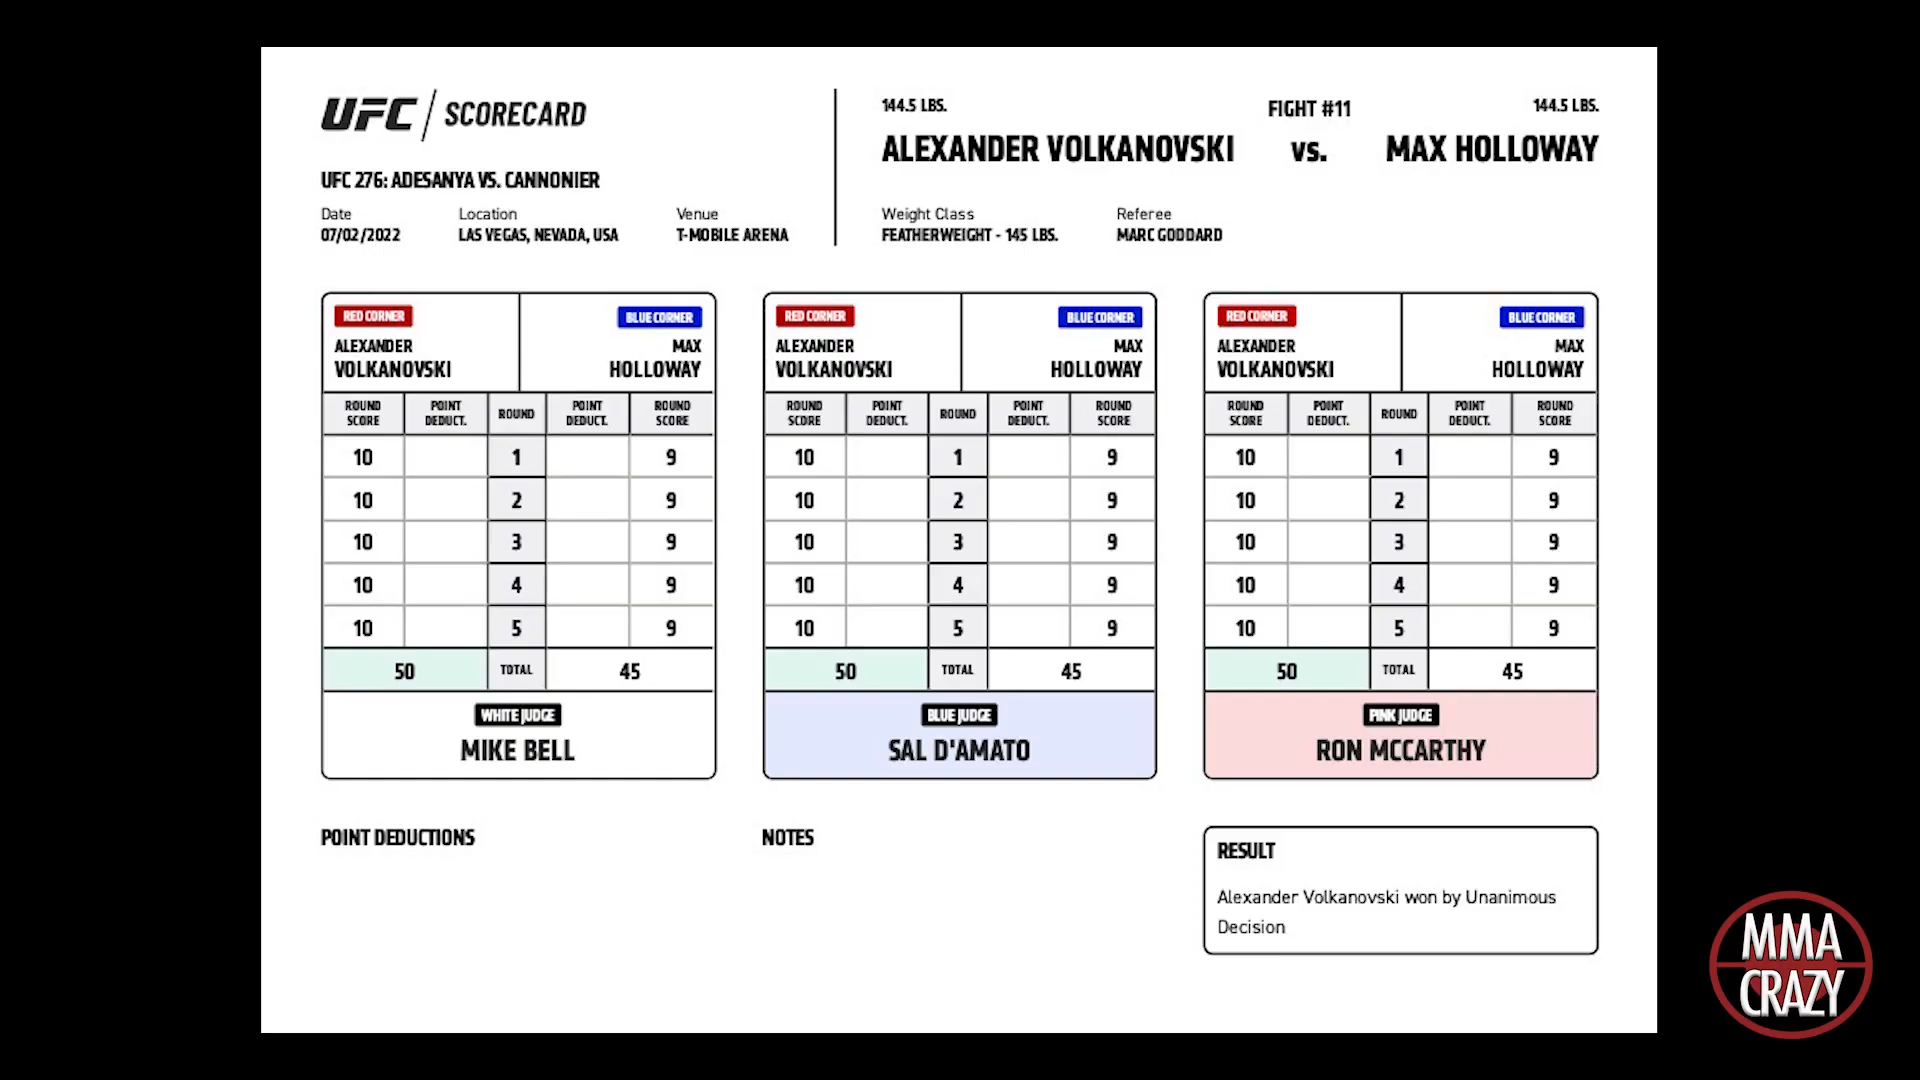 UFC / SCORECARD
UFC 276: ADESANYA VS. CANNONIER
Date Location Venue
07/02/2022 LAS VEGAS, NEVADA, USA T-MOBILE ARENA
144.5 LBS. FIGHT #11 144.5 LBS.
ALEXANDER VOLKANOVSKI VS. MAX HOLLOWAY
Weight Class Referee
FEATHERWEIGHT - 145 LBS. MARC GODDARD
RED CORNER BLUE CORNER
ALEXANDER MAX
VOLKANOVSKI HOLLOWAY
ROUND POINT ROUND POINT ROUND
SCORE DEDUCT. DEDUCT. SCORE
10 1 9
10 2 9
10 3 9
10 4 9
10 5 9
50 TOTAL 45
WHITE JUDGE
MIKE BELL
RED CORNER BLUE CORNER
ALEXANDER MAX
VOLKANOVSKI HOLLOWAY
ROUND POINT ROUND POINT ROUND
SCORE DEDUCT. DEDUCT. SCORE
10 1 9
10 2 9
10 3 9
10 4 9
10 5 9
50 TOTAL 45
BLUE JUDGE
SAL D'AMATO
RED CORNER BLUE CORNER
ALEXANDER MAX
VOLKANOVSKI HOLLOWAY
ROUND POINT ROUND POINT ROUND
SCORE DEDUCT. DEDUCT. SCORE
10 1 9
10 2 9
10 3 9
10 4 9
10 5 9
50 TOTAL 45
PINK JUDGE
RON MCCARTHY
POINT DEDUCTIONS
NOTES
RESULT
Alexander Volkanovski won by Unanimous
Decision
MMA
CRAZY